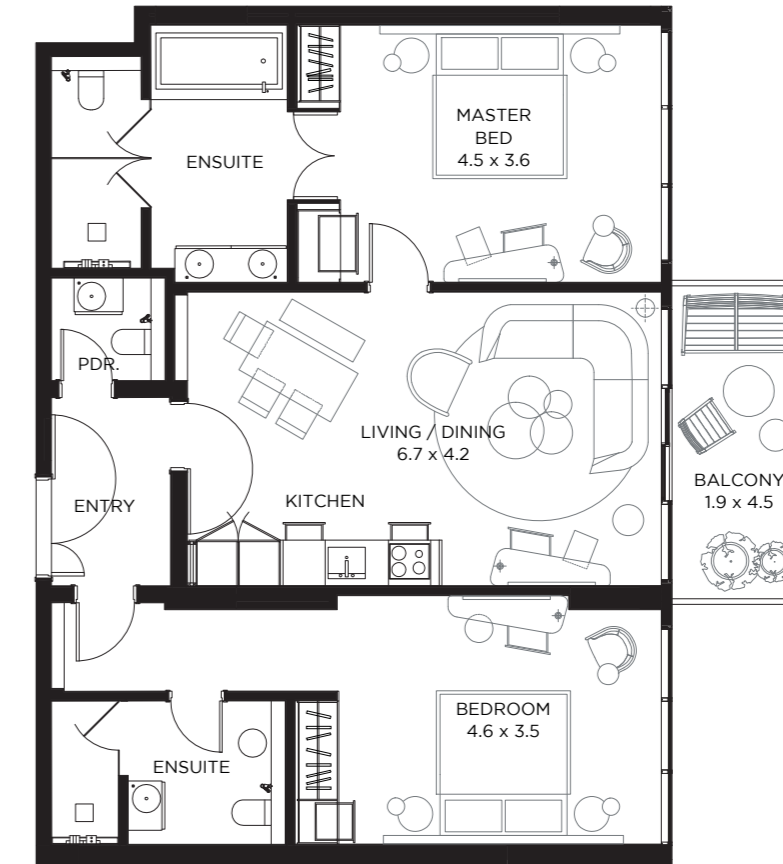 MASTER
BED
4.5 x 3.6
ENSUITE
PDR.
LIVING / DINING
6.7 x 4.2
KITCHEN
ENTRY
BALCONY
1.9 x 4.5
BEDROOM
4.6 x 3.5
ENSUITE